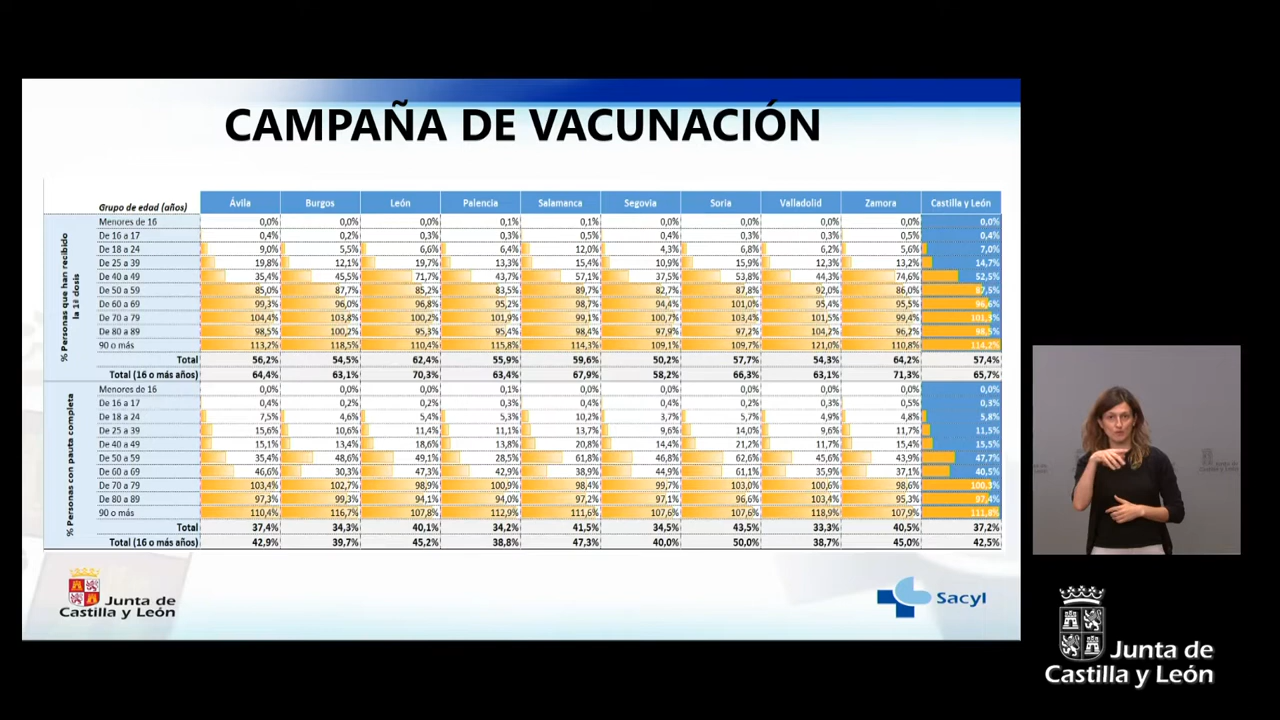 CAMPAÑA DE VACUNACIÓN
Grupo de edad (años) Ávila Burgos León Palencia Salamanca Segovia Soria Valladolid Zamora Castilla y León
% Personas que han recibido la 1ª dosis
Menores de 16 0,0% 0,0% 0,0% 0,1% 0,1% 0,0% 0,0% 0,0% 0,0% 0,0%
De 16 a 17 0,4% 0,2% 0,3% 0,3% 0,5% 0,4% 0,3% 0,3% 0,5% 0,4%
De 18 a 24 9,0% 5,5% 6,6% 6,4% 12,0% 4,3% 6,8% 6,2% 5,6% 7,0%
De 25 a 39 19,8% 12,1% 19,7% 13,3% 15,4% 10,9% 15,9% 12,3% 13,2% 14,7%
De 40 a 49 35,4% 45,5% 71,7% 43,7% 57,1% 37,5% 53,8% 44,3% 74,6% 52,5%
De 50 a 59 85,0% 87,7% 85,2% 83,5% 89,7% 82,7% 87,8% 92,0% 86,0% 87,5%
De 60 a 69 99,3% 96,0% 96,8% 95,2% 98,7% 94,4% 101,0% 95,4% 95,5% 96,6%
De 70 a 79 104,4% 103,8% 100,2% 101,9% 99,1% 100,7% 103,4% 101,5% 99,4% 101,3%
De 80 a 89 98,5% 100,2% 95,3% 95,4% 98,4% 97,9% 97,2% 104,2% 96,2% 98,5%
90 o más 113,2% 118,5% 110,4% 115,8% 114,3% 109,1% 109,7% 121,0% 110,8% 114,2%
Total 56,2% 54,5% 62,4% 55,9% 59,6% 50,2% 57,7% 54,3% 64,2% 57,4%
Total (16 o más años) 64,4% 63,1% 70,3% 63,4% 67,9% 58,2% 66,3% 63,1% 71,3% 65,7%
% Personas con pauta completa
Menores de 16 0,0% 0,0% 0,0% 0,1% 0,0% 0,0% 0,0% 0,0% 0,0% 0,0%
De 16 a 17 0,4% 0,2% 0,2% 0,3% 0,4% 0,4% 0,2% 0,3% 0,5% 0,3%
De 18 a 24 7,5% 4,6% 5,4% 5,3% 10,2% 3,7% 5,7% 4,9% 4,8% 5,8%
De 25 a 39 15,6% 10,6% 11,4% 11,1% 13,7% 9,6% 14,0% 9,6% 11,7% 11,5%
De 40 a 49 15,1% 13,4% 18,6% 13,8% 20,8% 14,4% 21,2% 11,7% 15,4% 15,5%
De 50 a 59 35,4% 48,6% 49,1% 28,5% 61,8% 46,8% 62,6% 45,6% 43,9% 47,7%
De 60 a 69 46,6% 30,3% 47,3% 42,9% 38,9% 44,9% 61,1% 35,9% 37,1% 40,5%
De 70 a 79 103,4% 102,7% 98,9% 100,9% 98,4% 99,7% 103,0% 100,6% 98,6% 100,3%
De 80 a 89 97,3% 99,3% 94,1% 94,0% 97,2% 97,1% 96,6% 103,4% 95,3% 97,4%
90 o más 110,4% 116,7% 107,8% 112,9% 111,6% 107,6% 107,6% 118,9% 107,9% 111,8%
Total 37,4% 34,3% 40,1% 34,2% 41,5% 34,5% 43,5% 33,3% 40,5% 37,2%
Total (16 o más años) 42,9% 39,7% 45,2% 38,8% 47,3% 40,0% 50,0% 38,7% 45,0% 42,5%
Junta de
Castilla y León
Sacyl
Junta de
Castilla y León